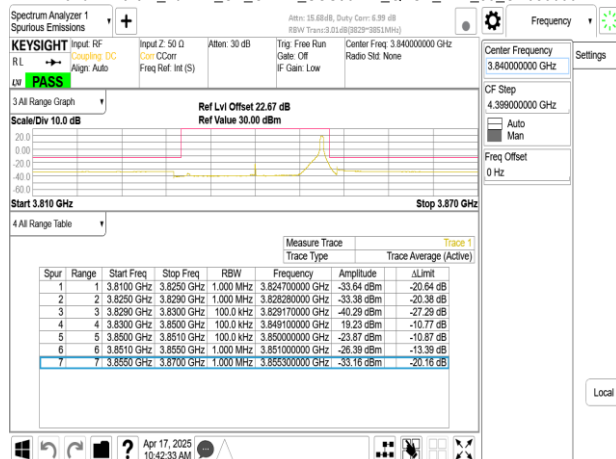 Spectrum Analyzer 1
Spurious Emissions
Attn: 15.68dB, Duty Corr: 6.99 dB
RBW Trans:3.01dB(3829~3851MHz)
Frequency
Settings
KEYSIGHT
RL
PASS
Input: RF
Coupling: DC
Align: Auto
Input Z: 50 Ω
Corr CCorr
Freq Ref: Int (S)
Atten: 30 dB
Trig: Free Run
Gate: Off
IF Gain: Low
Center Freq: 3.840000000 GHz
Radio Std: None
Center Frequency
3.840000000 GHz
CF Step
4.399000000 GHz
Auto
Man
Freq Offset
0 Hz
3 All Range Graph
Scale/Div 10.0 dB
Ref Lvl Offset 22.67 dB
Ref Value 30.00 dBm
20.0
0.00
-20.0
-40.0
-60.0
Start 3.810 GHz
Stop 3.870 GHz
4 All Range Table
Measure Trace Trace 1
Trace Type Trace Average (Active)
Spur Range Start Freq Stop Freq RBW Frequency Amplitude ΔLimit
1 1 3.8100 GHz 3.8250 GHz 1.000 MHz 3.824700000 GHz -33.64 dBm -20.64 dB
2 2 3.8250 GHz 3.8290 GHz 1.000 MHz 3.828280000 GHz -33.38 dBm -20.38 dB
3 3 3.8290 GHz 3.8300 GHz 100.0 kHz 3.829170000 GHz -40.29 dBm -27.29 dB
4 4 3.8300 GHz 3.8500 GHz 100.0 kHz 3.849100000 GHz 19.23 dBm -10.77 dB
5 5 3.8500 GHz 3.8510 GHz 100.0 kHz 3.850000000 GHz -23.87 dBm -10.87 dB
6 6 3.8510 GHz 3.8550 GHz 1.000 MHz 3.851000000 GHz -26.39 dBm -13.39 dB
7 7 3.8550 GHz 3.8700 GHz 1.000 MHz 3.855300000 GHz -33.16 dBm -20.16 dB
Local
?
Apr 17, 2025
10:42:33 AM